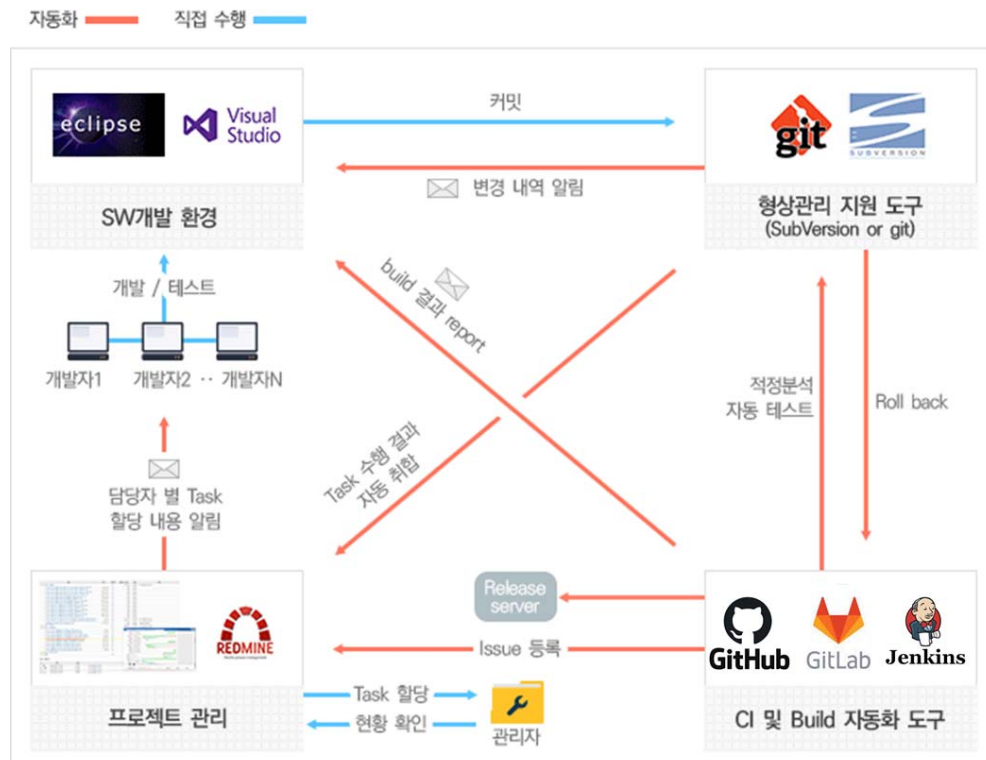 자동화
직접 수행
eclipse
Visual
Studio
SW개발 환경
커밋
변경 내역 알림
git
SUBVERSION
형상관리 지원 도구
(SubVersion or git)
개발 / 테스트
개발자1
개발자2 ·· 개발자N
build 결과 report
적정분석
자동 테스트
Roll back
Task 수행 결과
자동 취합
담당자 별 Task
할당 내용 알림
REDMINE
프로젝트 관리
Release
server
Issue 등록
Task 할당
현황 확인
관리자
GitHub
GitLab
Jenkins
CI 및 Build 자동화 도구